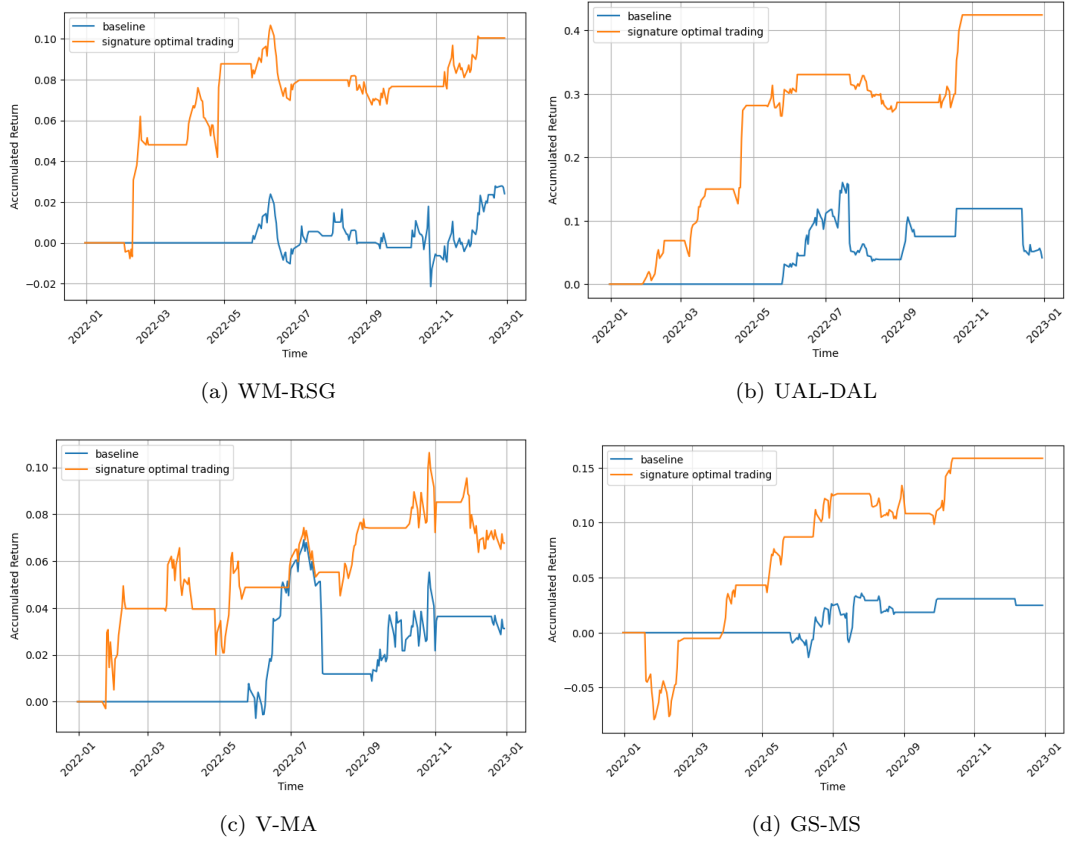 baseline
signature optimal trading
0.10
0.08
0.06
0.04
0.02
0.00
−0.02
Accumulated Return
2022-01
2022-03
2022-05
2022-07
2022-09
2022-11
2023-01
Time
(a) WM-RSG
baseline
signature optimal trading
0.4
0.3
0.2
0.1
0.0
Accumulated Return
2022-01
2022-03
2022-05
2022-07
2022-09
2022-11
2023-01
Time
(b) UAL-DAL
baseline
signature optimal trading
0.10
0.08
0.06
0.04
0.02
0.00
Accumulated Return
2022-01
2022-03
2022-05
2022-07
2022-09
2022-11
2023-01
Time
(c) V-MA
baseline
signature optimal trading
0.15
0.10
0.05
0.00
−0.05
Accumulated Return
2022-01
2022-03
2022-05
2022-07
2022-09
2022-11
2023-01
Time
(d) GS-MS